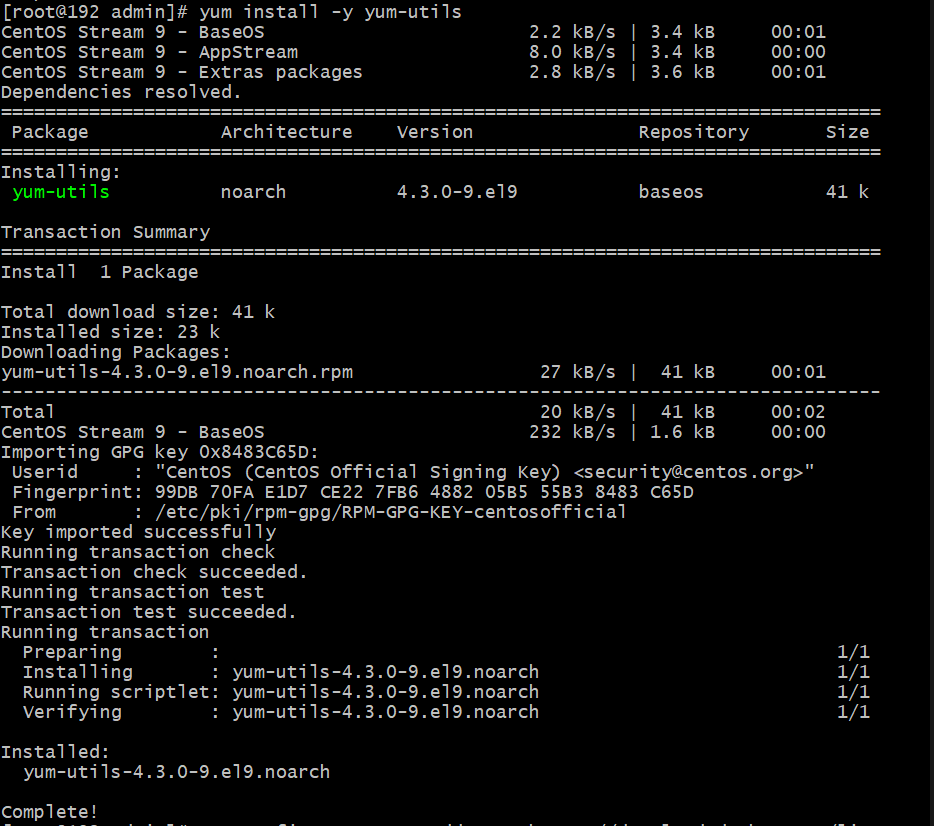 [root@192 admin]# yum install -y yum-utils
CentOS Stream 9 - BaseOS 2.2 kB/s | 3.4 kB 00:01
CentOS Stream 9 - AppStream 8.0 kB/s | 3.4 kB 00:00
CentOS Stream 9 - Extras packages 2.8 kB/s | 3.6 kB 00:01
Dependencies resolved.
================================================================================
Package Architecture Version Repository Size
================================================================================
Installing:
yum-utils noarch 4.3.0-9.el9 baseos 41 k

Transaction Summary
================================================================================
Install 1 Package

Total download size: 41 k
Installed size: 23 k
Downloading Packages:
yum-utils-4.3.0-9.el9.noarch.rpm 27 kB/s | 41 kB 00:01
--------------------------------------------------------------------------------
Total 20 kB/s | 41 kB 00:02
CentOS Stream 9 - BaseOS 232 kB/s | 1.6 kB 00:00
Importing GPG key 0x8483C65D:
Userid : "CentOS (CentOS Official Signing Key) <security@centos.org>"
Fingerprint: 99DB 70FA E1D7 CE22 7FB6 4882 05B5 55B3 8483 C65D
From : /etc/pki/rpm-gpg/RPM-GPG-KEY-centosofficial
Key imported successfully
Running transaction check
Transaction check succeeded.
Running transaction test
Transaction test succeeded.
Running transaction
Preparing : 1/1
Installing : yum-utils-4.3.0-9.el9.noarch 1/1
Running scriptlet: yum-utils-4.3.0-9.el9.noarch 1/1
Verifying : yum-utils-4.3.0-9.el9.noarch 1/1

Installed:
yum-utils-4.3.0-9.el9.noarch

Complete!